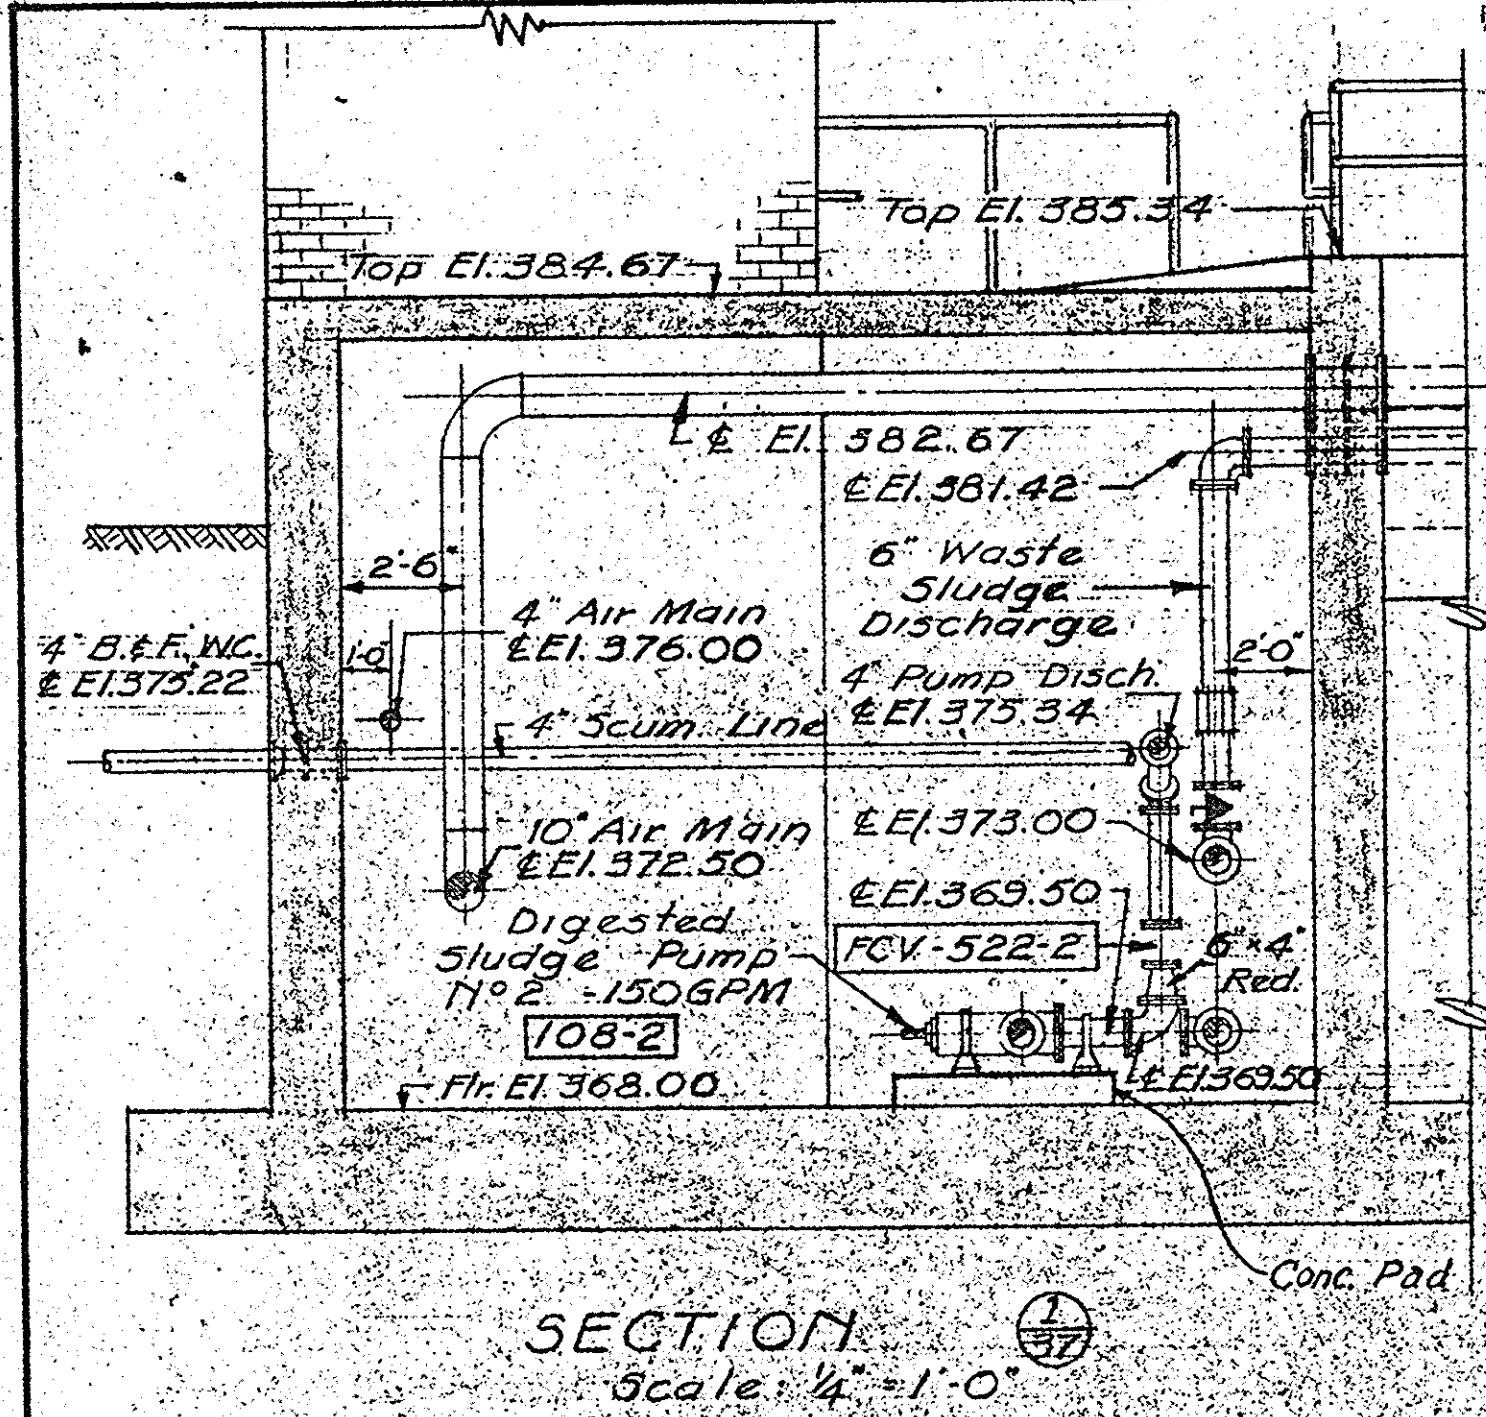 Top El. 385.34
Top El. 384.67
℄ El. 382.67
℄ El. 381.42
2'-6"
6" Waste
Sludge
Discharge
4" Air Main
℄ El. 376.00
4" B.& F. W.C.
℄ El. 375.22
1'-0"
2'-0"
4" Pump Disch.
℄ El. 375.34
4" Scum Line
10" Air Main
℄ El. 372.50
℄ El. 373.00
℄ El. 369.50
Digested
Sludge Pump
Nº 2 - 150 GPM
108-2
FCV-522-2
6"x4"
Red.
Flr. El 368.00
℄ El. 369.50
Conc. Pad
SECTION
1
37
Scale: 1/4" = 1'-0"